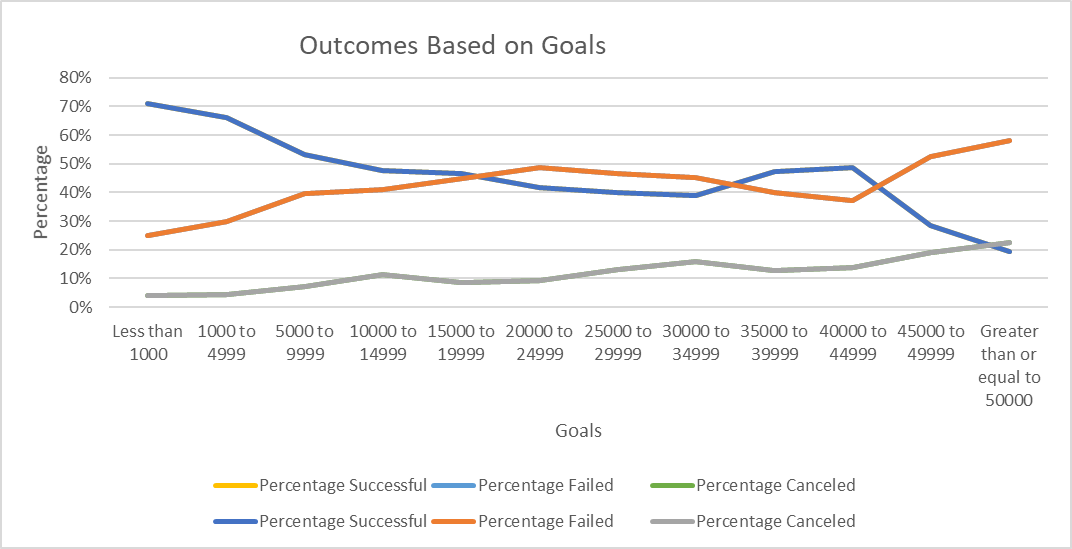 Outcomes Based on Goals
80%
70%
60%
50%
40%
30%
20%
10%
0%
Percentage
Less than 1000 to 5000 to 10000 to 15000 to 20000 to 25000 to 30000 to 35000 to 40000 to 45000 to Greater
1000 4999 9999 14999 19999 24999 29999 34999 39999 44999 49999 than or
equal to
50000
Goals
Percentage Successful Percentage Failed Percentage Canceled
Percentage Successful Percentage Failed Percentage Canceled